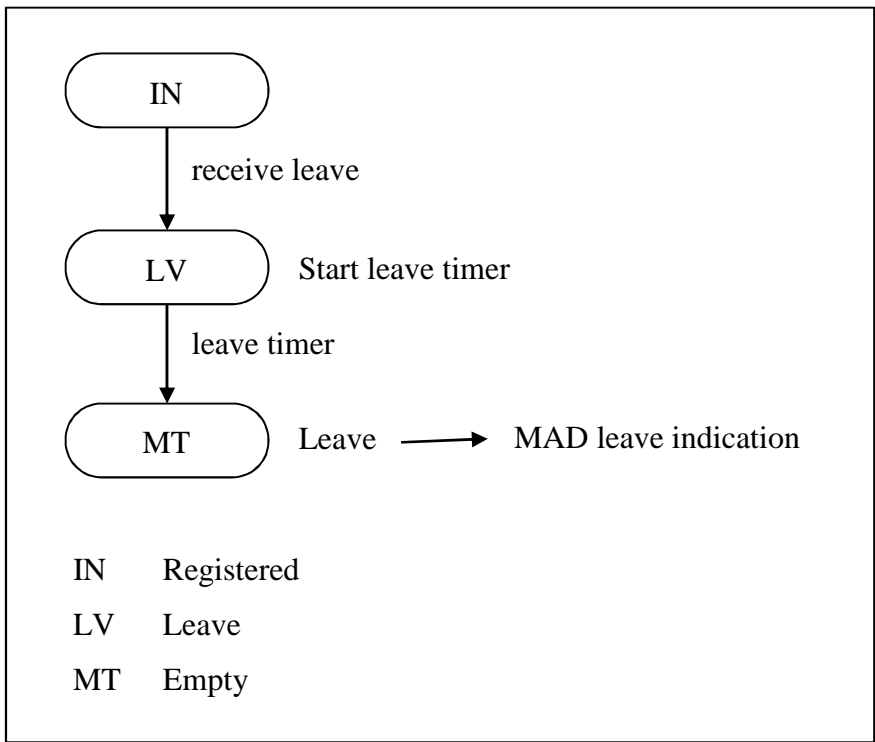 IN
receive leave
LV Start leave timer
leave timer
MT Leave MAD leave indication
IN Registered
LV Leave
MT Empty